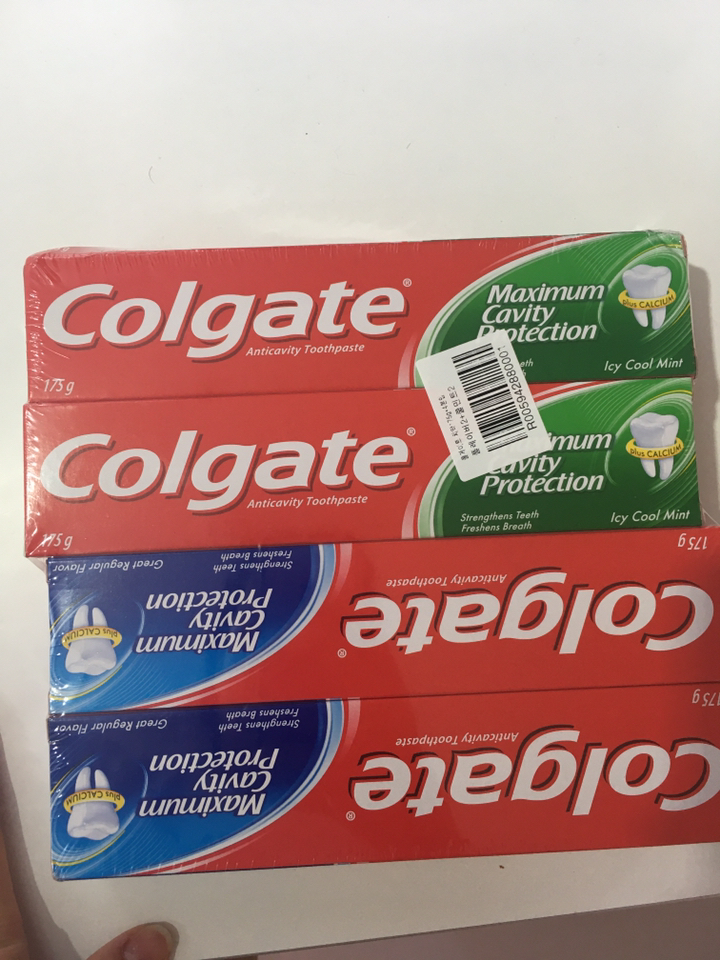 Colgate®
Anticavity Toothpaste
175 g
Maximum
Cavity
Protection
plus CALCIUM
Icy Cool Mint
R0059428800001
Colgate®
Anticavity Toothpaste
175 g
Cavity
Protection
plus CALCIUM
Strengthens Teeth
Freshens Breath
Icy Cool Mint
Colgate®
Anticavity Toothpaste
175 g
Maximum
Cavity
Protection
plus CALCIUM
Strengthens Teeth
Freshens Breath
Great Regular Flavor
Colgate®
Anticavity Toothpaste
175 g
Maximum
Cavity
Protection
plus CALCIUM
Strengthens Teeth
Freshens Breath
Great Regular Flavor